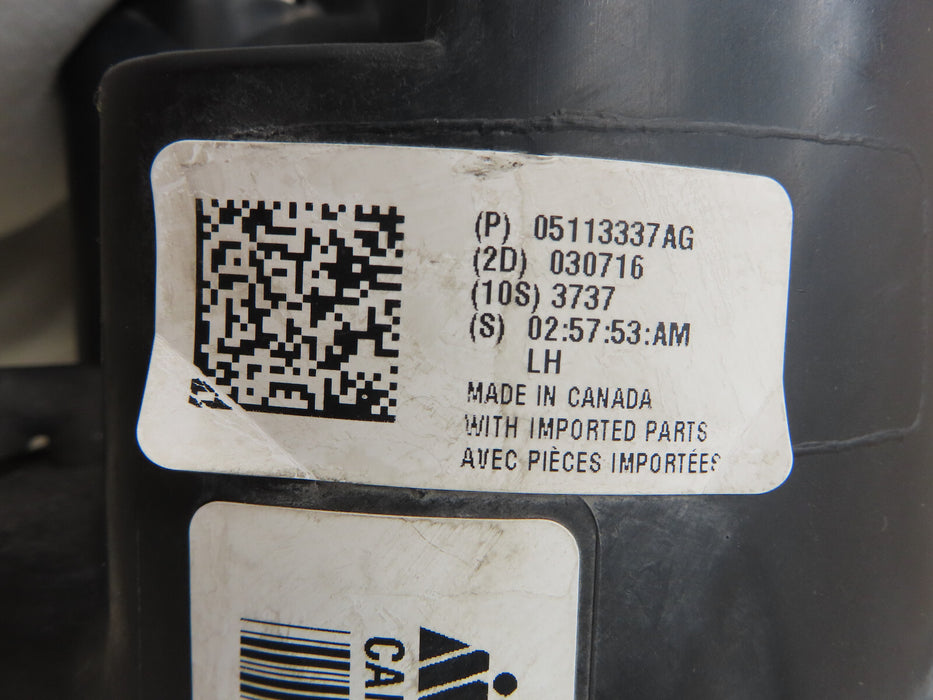 (P) 05113337AG
(2D) 030716
(10S) 3737
(S) 02:57:53:AM
LH
MADE IN CANADA
WITH IMPORTED PARTS
AVEC PIÈCES IMPORTÉES